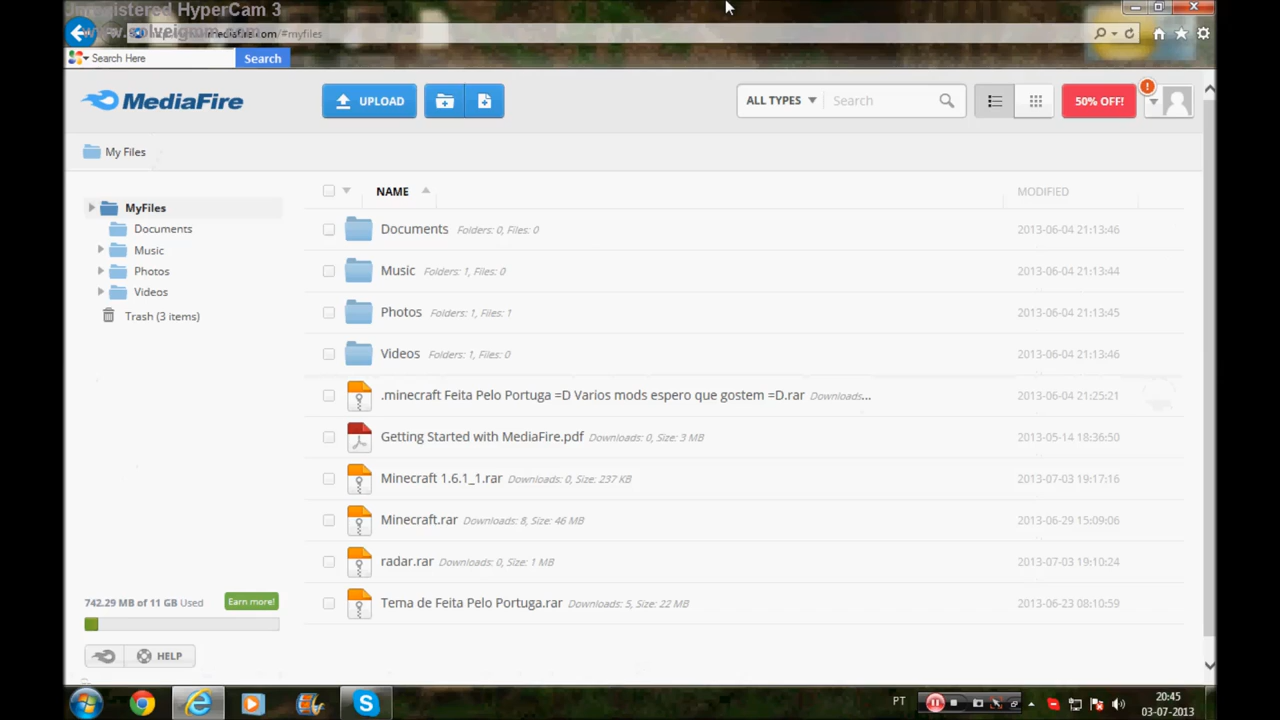 Unregistered HyperCam 3
www.solveigmm.com
mediafire.com/#myfiles
Search Here
Search
MediaFire
UPLOAD
ALL TYPES
Search
50% OFF!
!
My Files
NAME
MODIFIED
MyFiles
Documents
Music
Photos
Videos
Trash (3 items)
Documents Folders: 0, Files: 0 2013-06-04 21:13:46
Music Folders: 1, Files: 0 2013-06-04 21:13:44
Photos Folders: 1, Files: 1 2013-06-04 21:13:45
Videos Folders: 1, Files: 0 2013-06-04 21:13:46
.minecraft Feita Pelo Portuga =D Varios mods espero que gostem =D.rar Downloads... 2013-06-04 21:25:21
Getting Started with MediaFire.pdf Downloads: 0, Size: 3 MB 2013-05-14 18:36:50
Minecraft 1.6.1_1.rar Downloads: 0, Size: 237 KB 2013-07-03 19:17:16
Minecraft.rar Downloads: 8, Size: 46 MB 2013-06-29 15:09:06
radar.rar Downloads: 0, Size: 1 MB 2013-07-03 19:10:24
Tema de Feita Pelo Portuga.rar Downloads: 5, Size: 22 MB 2013-06-23 08:10:59
742.29 MB of 11 GB Used
Earn more!
HELP
PT
20:45
03-07-2013